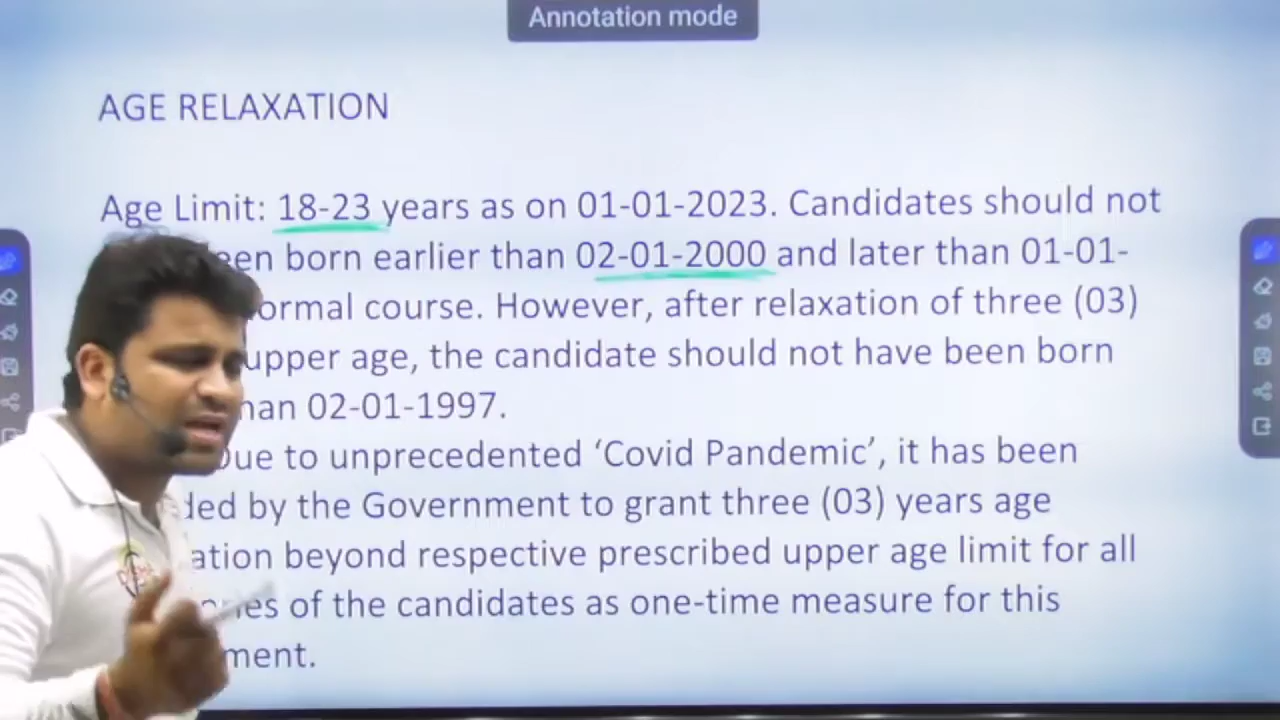 Annotation mode
AGE RELAXATION
Age Limit: 18-23 years as on 01-01-2023. Candidates should not
een born earlier than 02-01-2000 and later than 01-01-
ormal course. However, after relaxation of three (03)
upper age, the candidate should not have been born
han 02-01-1997.
Due to unprecedented ‘Covid Pandemic’, it has been
ded by the Government to grant three (03) years age
ation beyond respective prescribed upper age limit for all
ories of the candidates as one-time measure for this
ment.